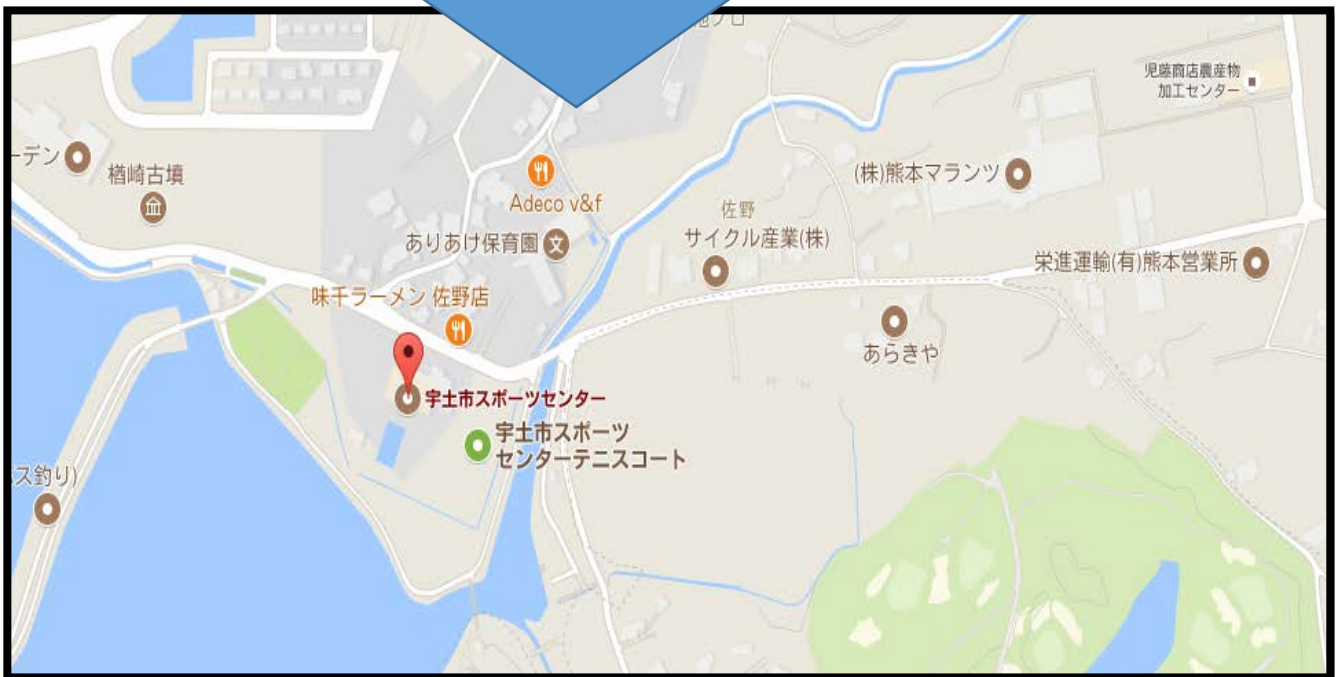 児藤商店農産物
加工センター
ーデン
楢崎古墳
(株)熊本マランツ
Adeco v&f
佐野
ありあけ保育園
サイクル産業(株)
栄進運輸(有)熊本営業所
味千ラーメン 佐野店
あらきや
宇土市スポーツセンター
宇土市スポーツ
センターテニスコート
ス釣り)